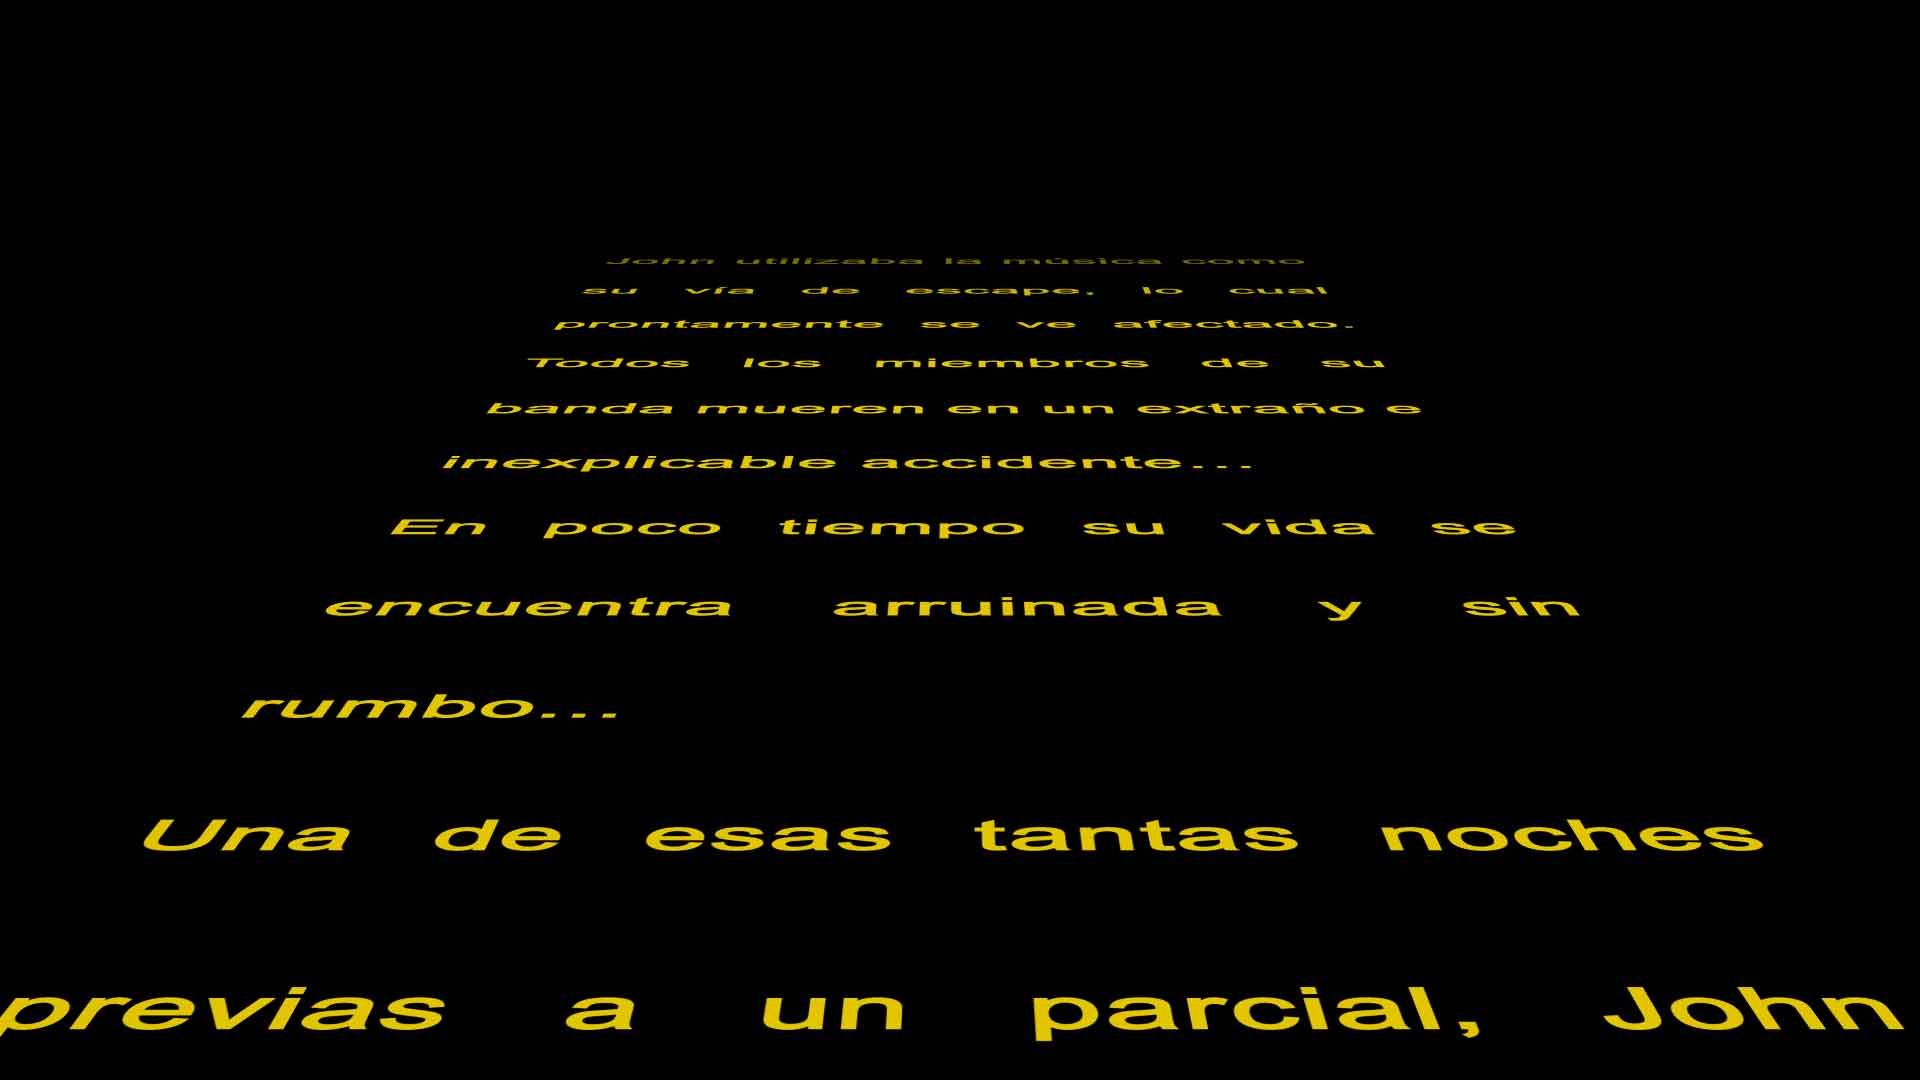 John utilizaba la música como
su vía de escape, lo cual
prontamente se ve afectado.
Todos los miembros de su
banda mueren en un extraño e
inexplicable accidente...
En poco tiempo su vida se
encuentra arruinada y sin
rumbo...
Una de esas tantas noches
previas a un parcial, John